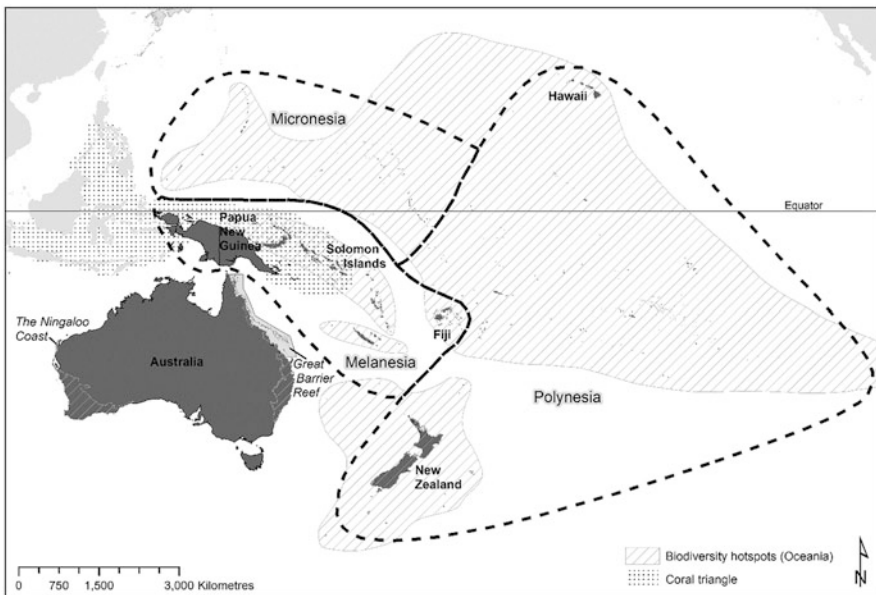 Hawaii
Micronesia
Equator
Papua
New
Guinea
Solomon
Islands
The Ningaloo
Coast
Fiji
Australia
Great
Barrier
Reef
Melanesia
Polynesia
New
Zealand
Biodiversity hotspots (Oceania)
Coral triangle
N
0 750 1,500 3,000 Kilometres